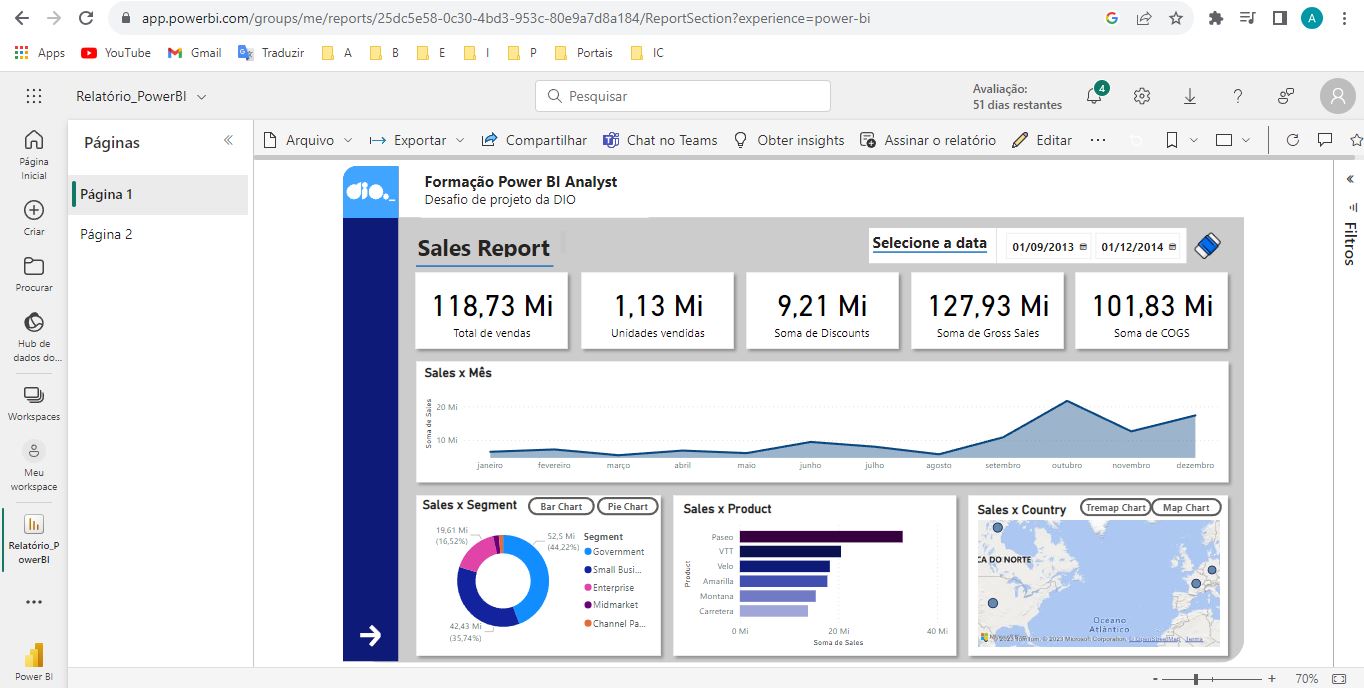 app.powerbi.com/groups/me/reports/25dc5e58-0c30-4bd3-953c-80e9a7d8a184/ReportSection?experience=power-bi
A
Apps YouTube Gmail Traduzir A B E I P Portais IC
Relatório_PowerBI
Pesquisar
Avaliação:
51 dias restantes
4
Página
Inicial
Criar
Procurar
Hub de
dados do...
Workspaces
Meu
workspace
Relatório_P
owerBI
Power BI
Páginas
Página 1
Página 2
Arquivo Exportar Compartilhar Chat no Teams Obter insights Assinar o relatório Editar
Filtros
dio._
Formação Power BI Analyst
Desafio de projeto da DIO
Sales Report
Selecione a data 01/09/2013 01/12/2014
118,73 Mi
Total de vendas
1,13 Mi
Unidades vendidas
9,21 Mi
Soma de Discounts
127,93 Mi
Soma de Gross Sales
101,83 Mi
Soma de COGS
Sales x Mês
Soma de Sales
20 Mi
10 Mi
janeiro fevereiro março abril maio junho julho agosto setembro outubro novembro dezembro
Sales x Segment Bar Chart Pie Chart
19,61 Mi
(16,52%)
52,5 Mi
(44,22%)
42,43 Mi
(35,74%)
Segment
Government
Small Busi...
Enterprise
Midmarket
Channel Pa...
Sales x Product
Product
Paseo
VTT
Velo
Amarilla
Montana
Carretera
0 Mi 20 Mi 40 Mi
Soma de Sales
Sales x Country Tremap Chart Map Chart
CA DO NORTE
Oceano
Atlântico
© 2023 TomTom, © 2023 Microsoft Corporation, © OpenStreetMap Terms
- + 70%